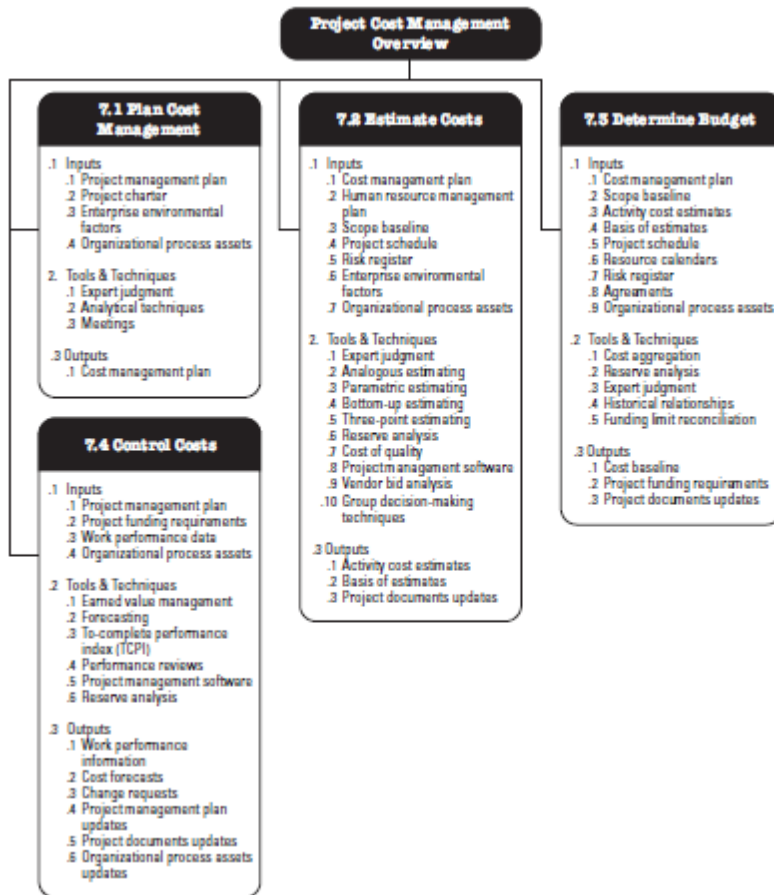 Project Cost Management
Overview
7.1 Plan Cost
Management
.1 Inputs
.1 Project management plan
.2 Project charter
.3 Enterprise environmental
factors
.4 Organizational process assets
2. Tools & Techniques
.1 Expert judgment
.2 Analytical techniques
.3 Meetings
.3 Outputs
.1 Cost management plan
7.2 Estimate Costs
.1 Inputs
.1 Cost management plan
.2 Human resource management
plan
.3 Scope baseline
.4 Project schedule
.5 Risk register
.6 Enterprise environmental
factors
.7 Organizational process assets
2. Tools & Techniques
.1 Expert judgment
.2 Analogous estimating
.3 Parametric estimating
.4 Bottom-up estimating
.5 Three-point estimating
.6 Reserve analysis
.7 Cost of quality
.8 Project management software
.9 Vendor bid analysis
.10 Group decision-making
techniques
.3 Outputs
.1 Activity cost estimates
.2 Basis of estimates
.3 Project documents updates
7.3 Determine Budget
.1 Inputs
.1 Cost management plan
.2 Scope baseline
.3 Activity cost estimates
.4 Basis of estimates
.5 Project schedule
.6 Resource calendars
.7 Risk register
.8 Agreements
.9 Organizational process assets
.2 Tools & Techniques
.1 Cost aggregation
.2 Reserve analysis
.3 Expert judgment
.4 Historical relationships
.5 Funding limit reconciliation
.3 Outputs
.1 Cost baseline
.2 Project funding requirements
.3 Project documents updates
7.4 Control Costs
.1 Inputs
.1 Project management plan
.2 Project funding requirements
.3 Work performance data
.4 Organizational process assets
.2 Tools & Techniques
.1 Earned value management
.2 Forecasting
.3 To-complete performance
index (TCPI)
.4 Performance reviews
.5 Project management software
.6 Reserve analysis
.3 Outputs
.1 Work performance
information
.2 Cost forecasts
.3 Change requests
.4 Project management plan
updates
.5 Project documents updates
.6 Organizational process assets
updates